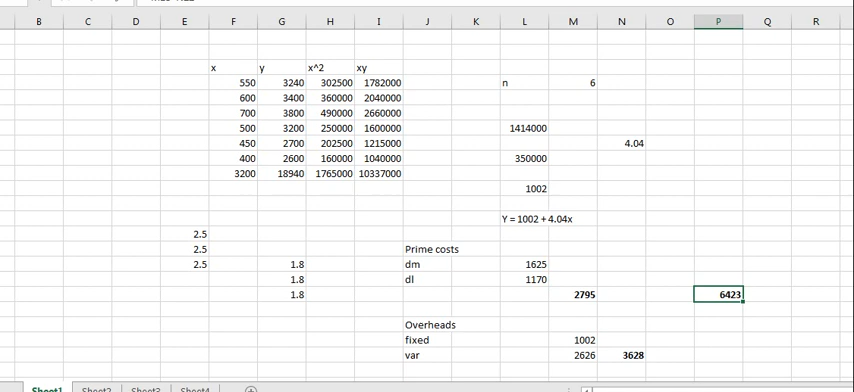 B C D E F G H I J K L M N O P Q R
x y x^2 xy
550 3240 302500 1782000 n 6
600 3400 360000 2040000
700 3800 490000 2660000
500 3200 250000 1600000 1414000
450 2700 202500 1215000 4.04
400 2600 160000 1040000 350000
3200 18940 1765000 10337000
1002
Y = 1002 + 4.04x
2.5
2.5 Prime costs
2.5 1.8 dm 1625
1.8 dl 1170
1.8 2795 6423
Overheads
fixed 1002
var 2626 3628
Sheet1 Sheet2 Sheet3 Sheet4